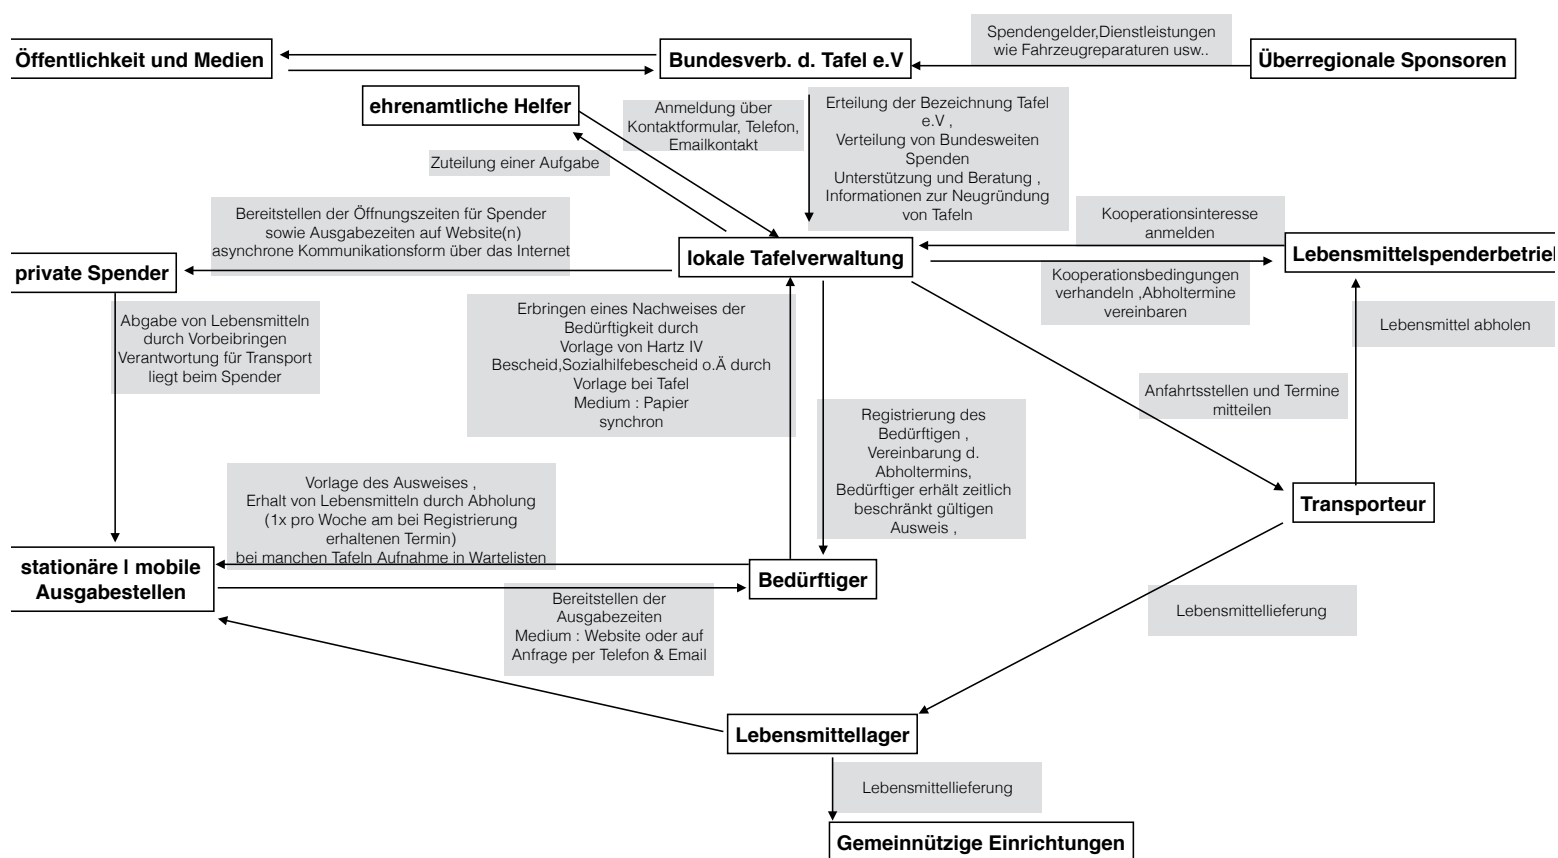 Spendengelder,Dienstleistungen
wie Fahrzeugreparaturen usw..
Öffentlichkeit und Medien
Bundesverb. d. Tafel e.V
Überregionale Sponsoren
ehrenamtliche Helfer
Anmeldung über
Kontaktformular, Telefon,
Emailkontakt
Erteilung der Bezeichnung Tafel
e.V ,
Verteilung von Bundesweiten
Spenden
Unterstützung und Beratung ,
Informationen zur Neugründung
von Tafeln
Zuteilung einer Aufgabe
Bereitstellen der Öffnungszeiten für Spender
sowie Ausgabezeiten auf Website(n)
asynchrone Kommunikationsform über das Internet
Kooperationsinteresse
anmelden
private Spender
lokale Tafelverwaltung
Lebensmittelspenderbetrieb
Kooperationsbedingungen
verhandeln ,Abholtermine
vereinbaren
Abgabe von Lebensmitteln
durch Vorbeibringen
Verantwortung für Transport
liegt beim Spender
Erbringen eines Nachweises der
Bedürftigkeit durch
Vorlage von Hartz IV
Bescheid,Sozialhilfebescheid o.Ä durch
Vorlage bei Tafel
Medium : Papier
synchron
Lebensmittel abholen
Anfahrtsstellen und Termine
mitteilen
Registrierung des
Bedürftigen ,
Vereinbarung d.
Abholtermins,
Bedürftiger erhält zeitlich
beschränkt gültigen
Ausweis ,
Vorlage des Ausweises ,
Erhalt von Lebensmitteln durch Abholung
(1x pro Woche am bei Registrierung
erhaltenen Termin)
bei manchen Tafeln Aufnahme in Wartelisten
Transporteur
stationäre I mobile
Ausgabestellen
Bedürftiger
Bereitstellen der
Ausgabezeiten
Medium : Website oder auf
Anfrage per Telefon & Email
Lebensmittellieferung
Lebensmittellager
Lebensmittellieferung
Gemeinnützige Einrichtungen